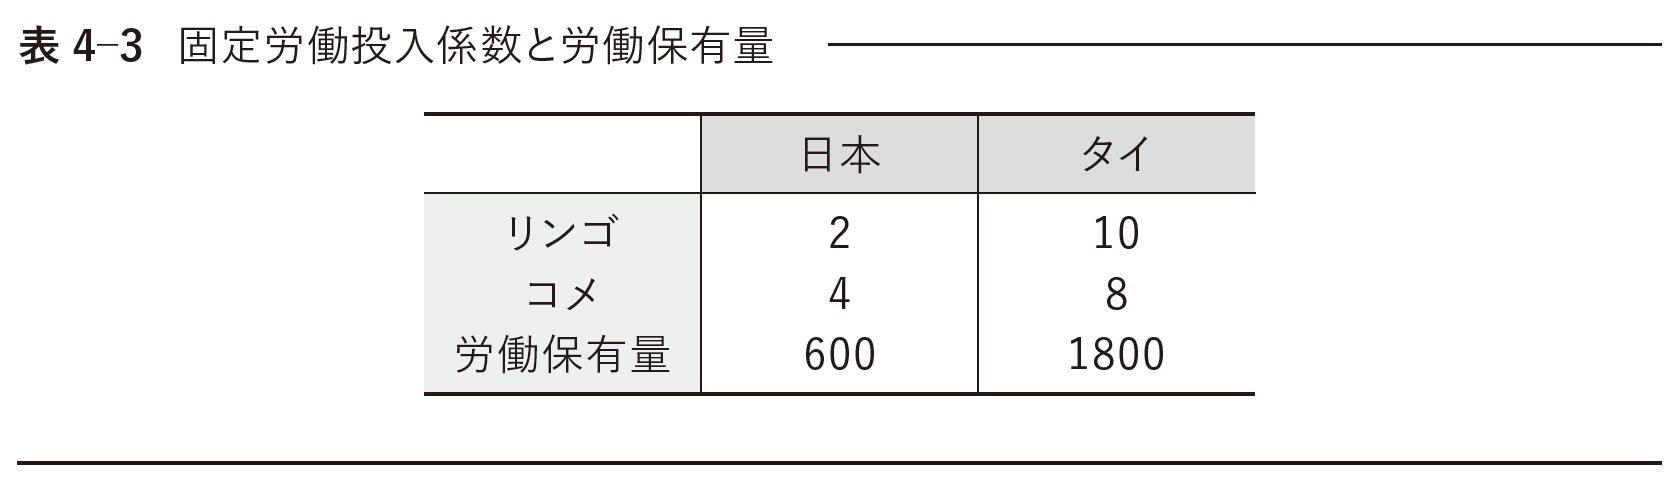 表 4–3 固定労働投入係数と労働保有量
日本 タイ
リンゴ 2 10
コメ 4 8
労働保有量 600 1800